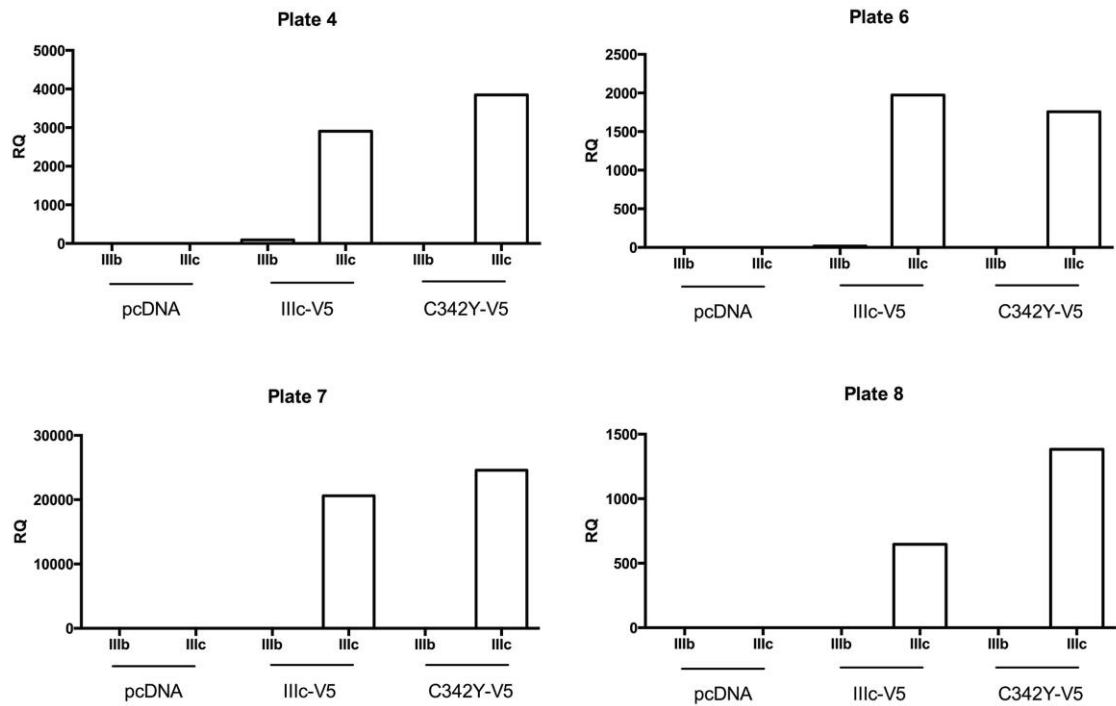 Plate 4
5000
4000
3000
2000
1000
0
RQ
IIIb IIIc IIIb IIIc IIIb IIIc
pcDNA IIIc-V5 C342Y-V5
Plate 6
2500
2000
1500
1000
500
0
RQ
IIIb IIIc IIIb IIIc IIIb IIIc
pcDNA IIIc-V5 C342Y-V5
Plate 7
30000
20000
10000
0
RQ
IIIb IIIc IIIb IIIc IIIb IIIc
pcDNA IIIc-V5 C342Y-V5
Plate 8
1500
1000
500
0
RQ
IIIb IIIc IIIb IIIc IIIb IIIc
pcDNA IIIc-V5 C342Y-V5